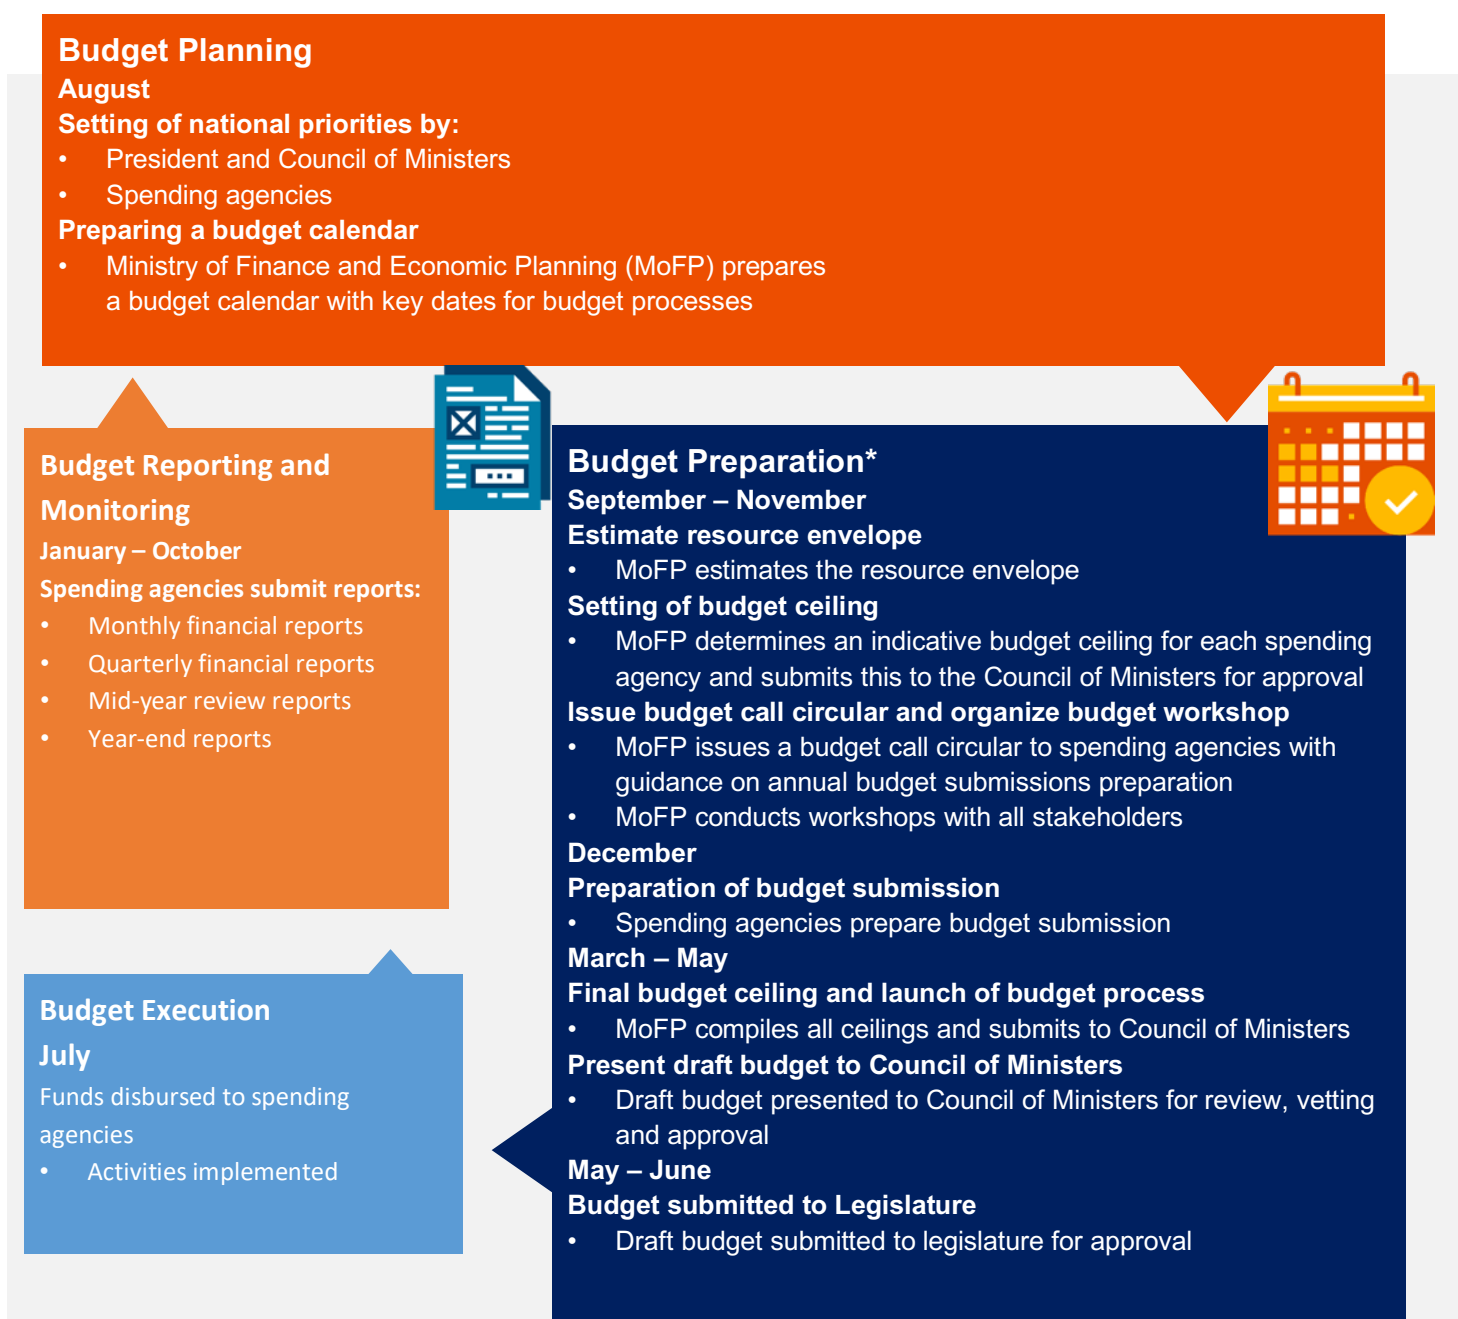 Budget Planning
August
Setting of national priorities by:
• President and Council of Ministers
• Spending agencies
Preparing a budget calendar
• Ministry of Finance and Economic Planning (MoFP) prepares
a budget calendar with key dates for budget processes
Budget Reporting and
Monitoring
January – October
Spending agencies submit reports:
• Monthly financial reports
• Quarterly financial reports
• Mid-year review reports
• Year-end reports
Budget Execution
July
Funds disbursed to spending
agencies
• Activities implemented
Budget Preparation*
September – November
Estimate resource envelope
• MoFP estimates the resource envelope
Setting of budget ceiling
• MoFP determines an indicative budget ceiling for each spending
agency and submits this to the Council of Ministers for approval
Issue budget call circular and organize budget workshop
• MoFP issues a budget call circular to spending agencies with
guidance on annual budget submissions preparation
• MoFP conducts workshops with all stakeholders
December
Preparation of budget submission
• Spending agencies prepare budget submission
March – May
Final budget ceiling and launch of budget process
• MoFP compiles all ceilings and submits to Council of Ministers
Present draft budget to Council of Ministers
• Draft budget presented to Council of Ministers for review, vetting
and approval
May – June
Budget submitted to Legislature
• Draft budget submitted to legislature for approval